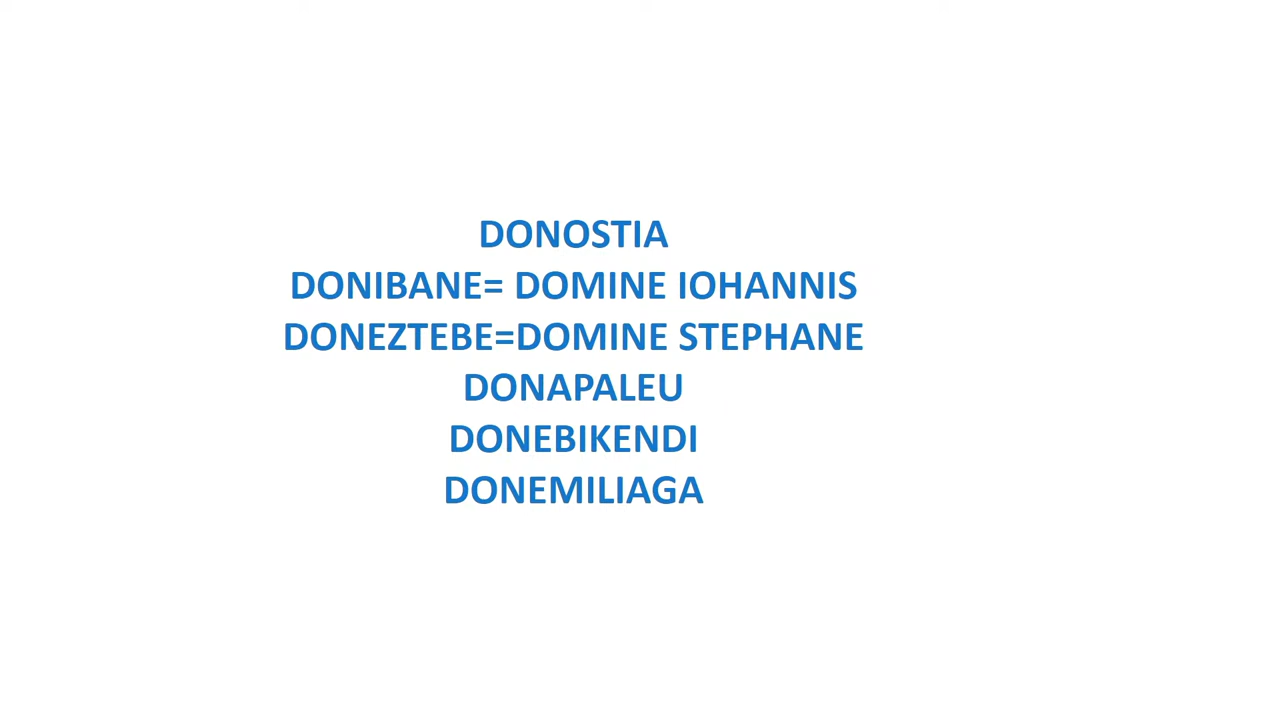 DONOSTIA
DONIBANE= DOMINE IOHANNIS
DONEZTEBE=DOMINE STEPHANE
DONAPALEU
DONEBIKENDI
DONEMILIAGA